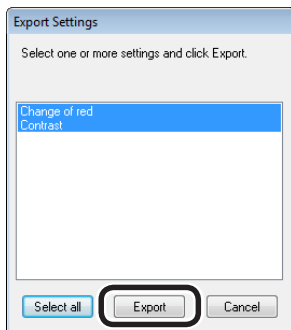 Export Settings
Select one or more settings and click Export.
Change of red
Contrast
Select all Export Cancel